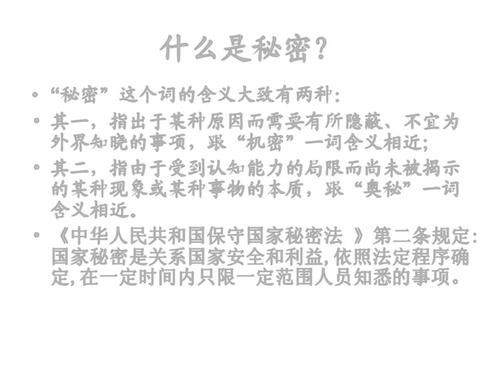 什么是秘密?
• “秘密”这个词的含义大致有两种:
• 其一，指出于某种原因而需要有所隐蔽、不宜为
外界知晓的事项，跟“机密”一词含义相近;
• 其二，指由于受到认知能力的局限而尚未被揭示
的某种现象或某种事物的本质，跟“奥秘”一词
含义相近。
• 《中华人民共和国保守国家秘密法 》第二条规定:
国家秘密是关系国家安全和利益,依照法定程序确
定,在一定时间内只限一定范围人员知悉的事项。